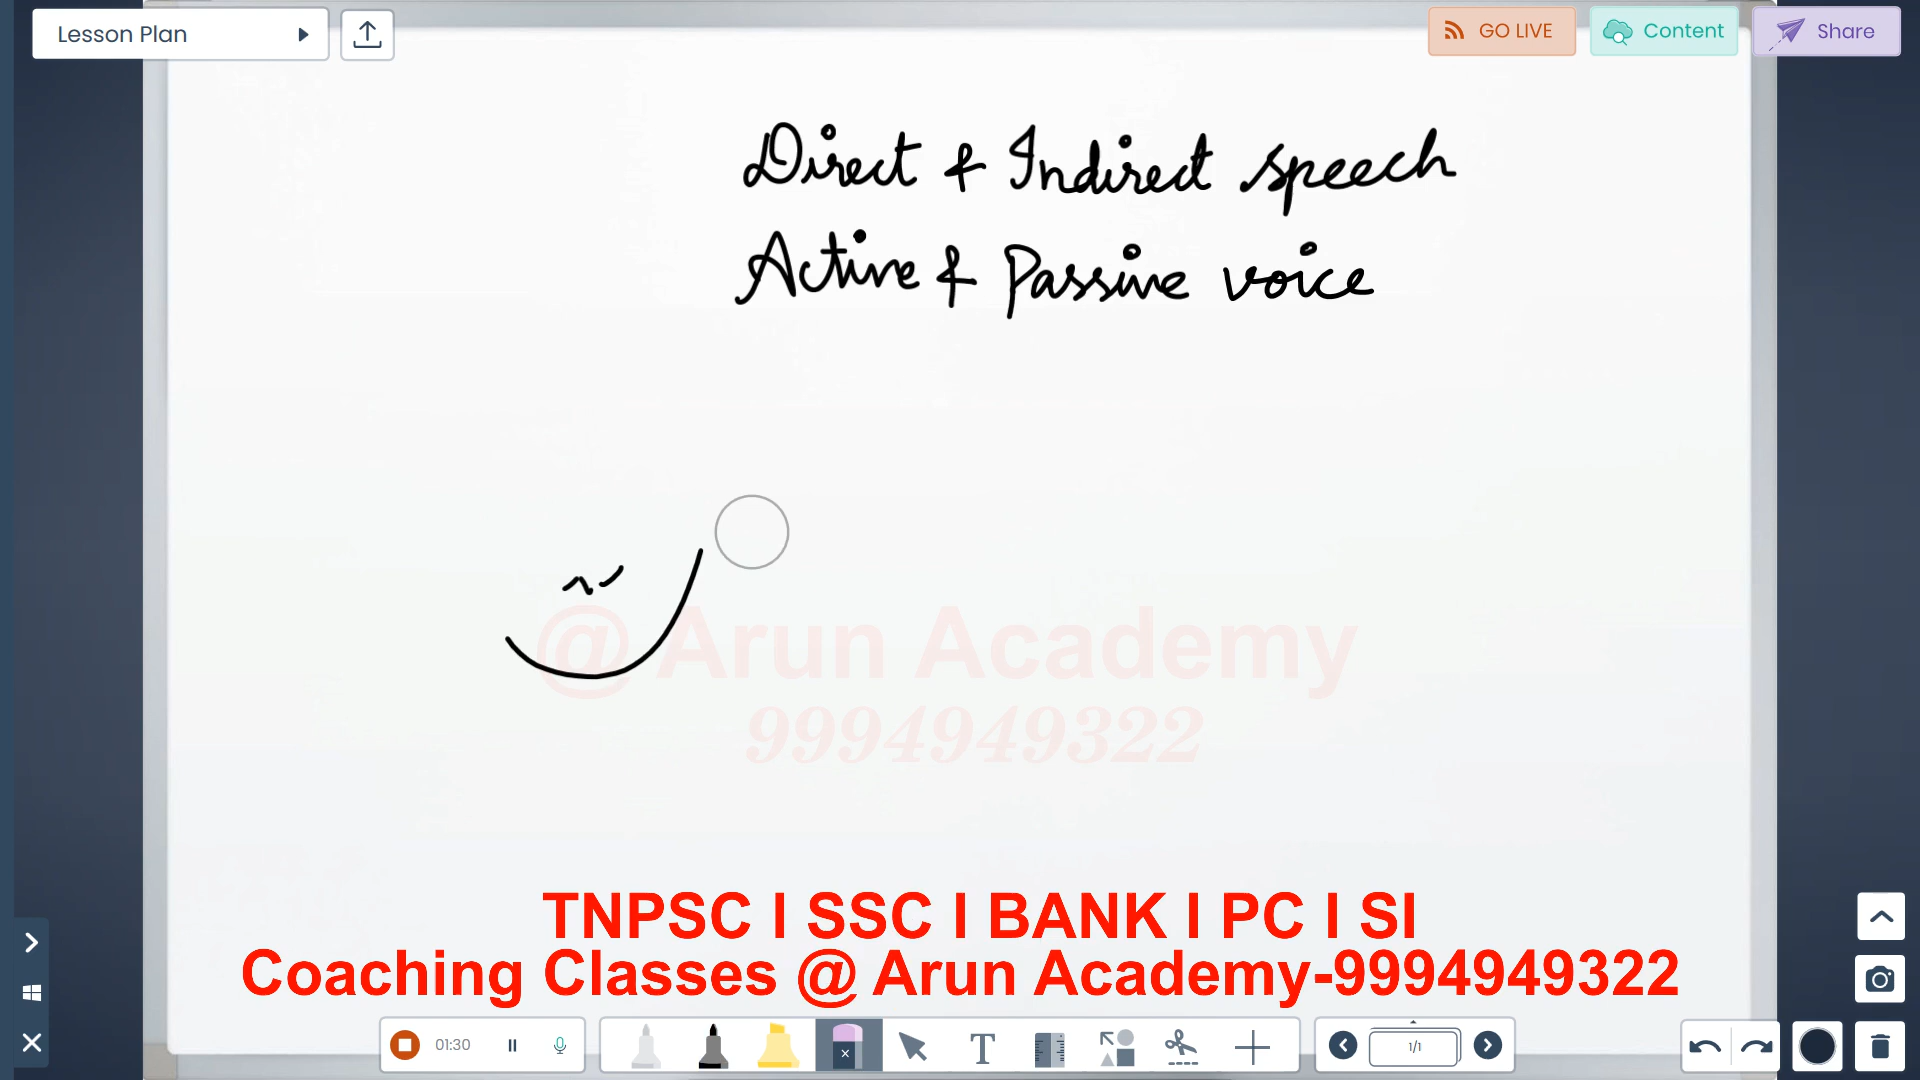 Lesson Plan
GO LIVE
Content
Share
Direct & Indirect speech
Active & Passive voice
@ Arun Academy
9994949322
TNPSC I SSC I BANK I PC I SI
Coaching Classes @ Arun Academy-9994949322
01:30
T
1/1